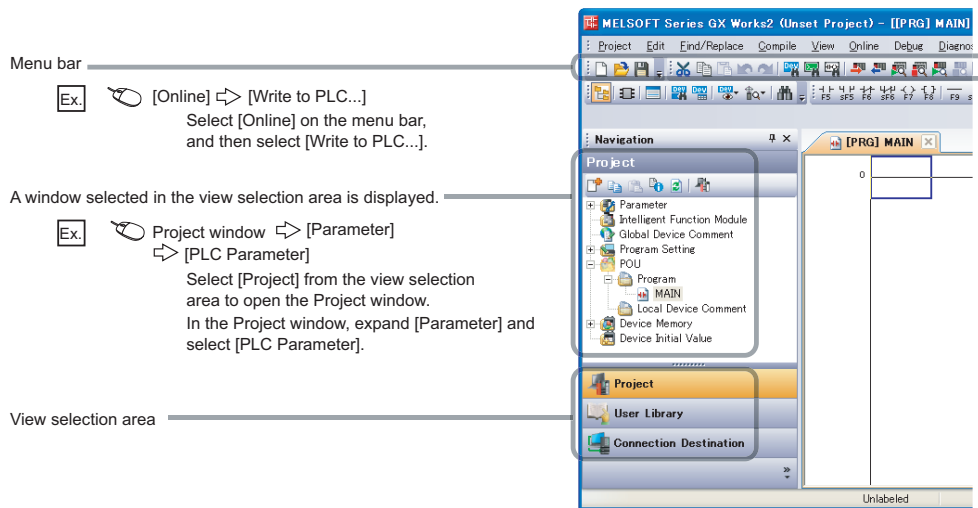 Menu bar
Ex.
[Online] [Write to PLC...]
Select [Online] on the menu bar,
and then select [Write to PLC...].
A window selected in the view selection area is displayed.
Ex.
Project window [Parameter]
[PLC Parameter]
Select [Project] from the view selection
area to open the Project window.
In the Project window, expand [Parameter] and
select [PLC Parameter].
View selection area
MELSOFT Series GX Works2 (Unset Project) - [[PRG] MAIN]
Project Edit Find/Replace Compile View Online Debug Diagnos
F5 sF5 F6 sF6 F7 F8 F9
Navigation
[PRG] MAIN
Project
0
Parameter
Intelligent Function Module
Global Device Comment
Program Setting
POU
Program
MAIN
Local Device Comment
Device Memory
Device Initial Value
Project
User Library
Connection Destination
Unlabeled